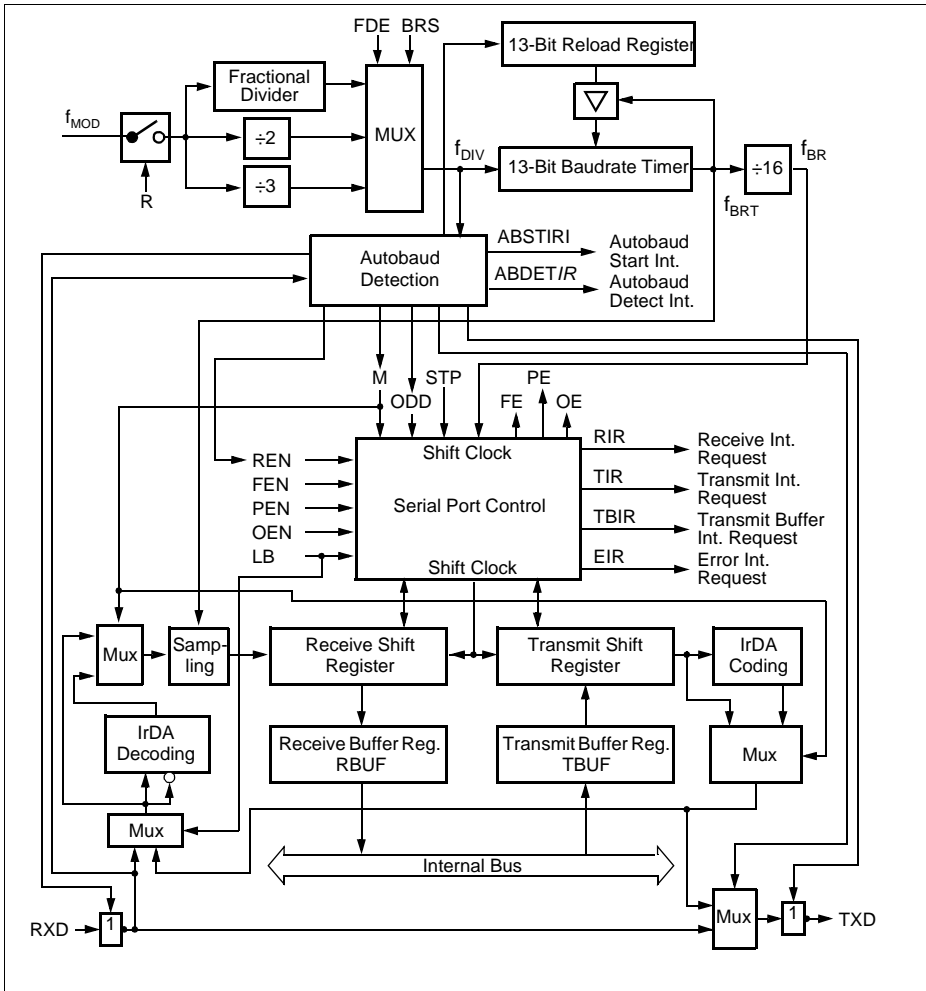 FDE BRS
13-Bit Reload Register
Fractional
Divider
f_MOD
MUX
÷2
f_DIV
13-Bit Baudrate Timer
÷16
f_BR
R
÷3
f_BRT
Autobaud
Detection
ABSTIRI
Autobaud
Start Int.
ABDETIR
Autobaud
Detect Int.
M
ODD
STP
FE
PE
OE
Shift Clock
Serial Port Control
Shift Clock
REN
FEN
PEN
OEN
LB
RIR
Receive Int.
Request
TIR
Transmit Int.
Request
TBIR
Transmit Buffer
Int. Request
EIR
Error Int.
Request
Mux
Samp-
ling
Receive Shift
Register
Transmit Shift
Register
IrDA
Coding
IrDA
Decoding
Receive Buffer Reg.
RBUF
Transmit Buffer Reg.
TBUF
Mux
Mux
Internal Bus
RXD
1
Mux
1
TXD